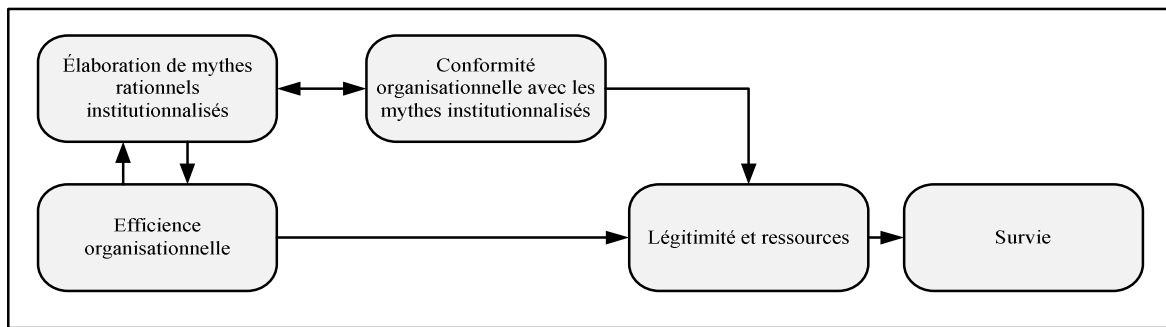 Élaboration de mythes
rationnels
institutionnalisés
Conformité
organisationnelle avec les
mythes institutionnalisés
Efficience
organisationnelle
Légitimité et ressources
Survie